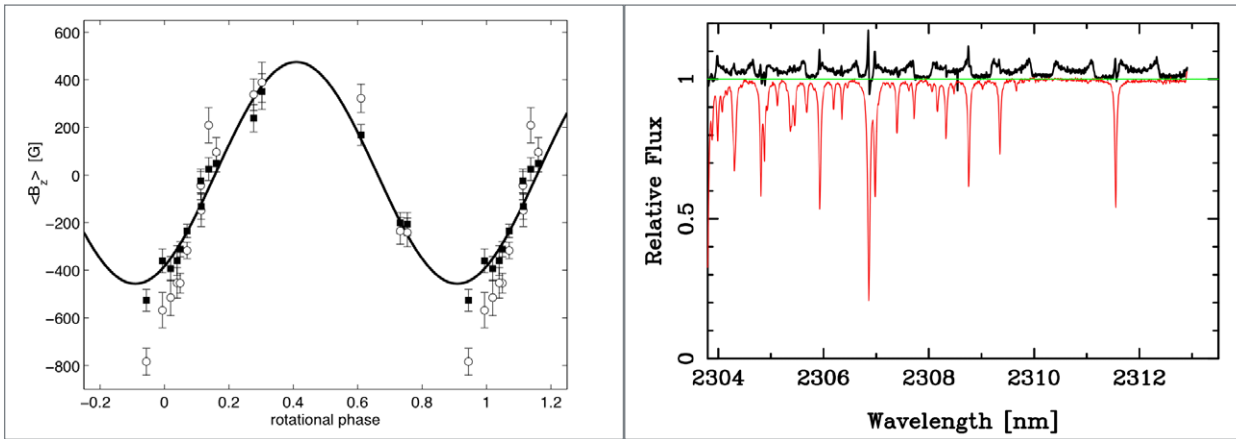 600
400
200
0
−200
−400
−600
−800
<B_z> [G]
−0.2 0 0.2 0.4 0.6 0.8 1 1.2
rotational phase
1
0.5
0
Relative Flux
2304 2306 2308 2310 2312
Wavelength [nm]